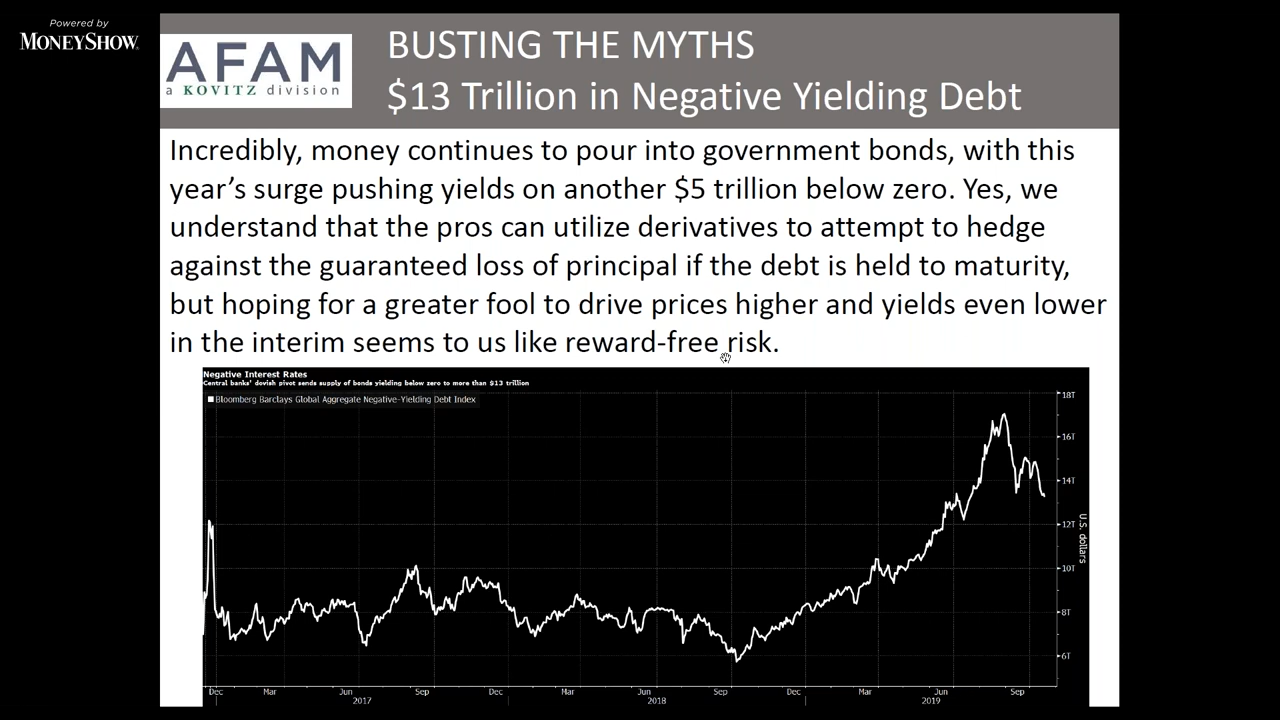 Powered by
MONEYSHOW.
AFAM
a KOVITZ division
BUSTING THE MYTHS
$13 Trillion in Negative Yielding Debt
Incredibly, money continues to pour into government bonds, with this
year's surge pushing yields on another $5 trillion below zero. Yes, we
understand that the pros can utilize derivatives to attempt to hedge
against the guaranteed loss of principal if the debt is held to maturity,
but hoping for a greater fool to drive prices higher and yields even lower
in the interim seems to us like reward-free risk.
Negative Interest Rates
Central banks' dovish pivot sends supply of bonds yielding below zero to more than $13 trillion
Bloomberg Barclays Global Aggregate Negative-Yielding Debt Index
18T
16T
14T
12T
10T
8T
6T
U.S. dollars
Dec Mar Jun Sep Dec Mar Jun Sep Dec Mar Jun Sep
2017 2018 2019